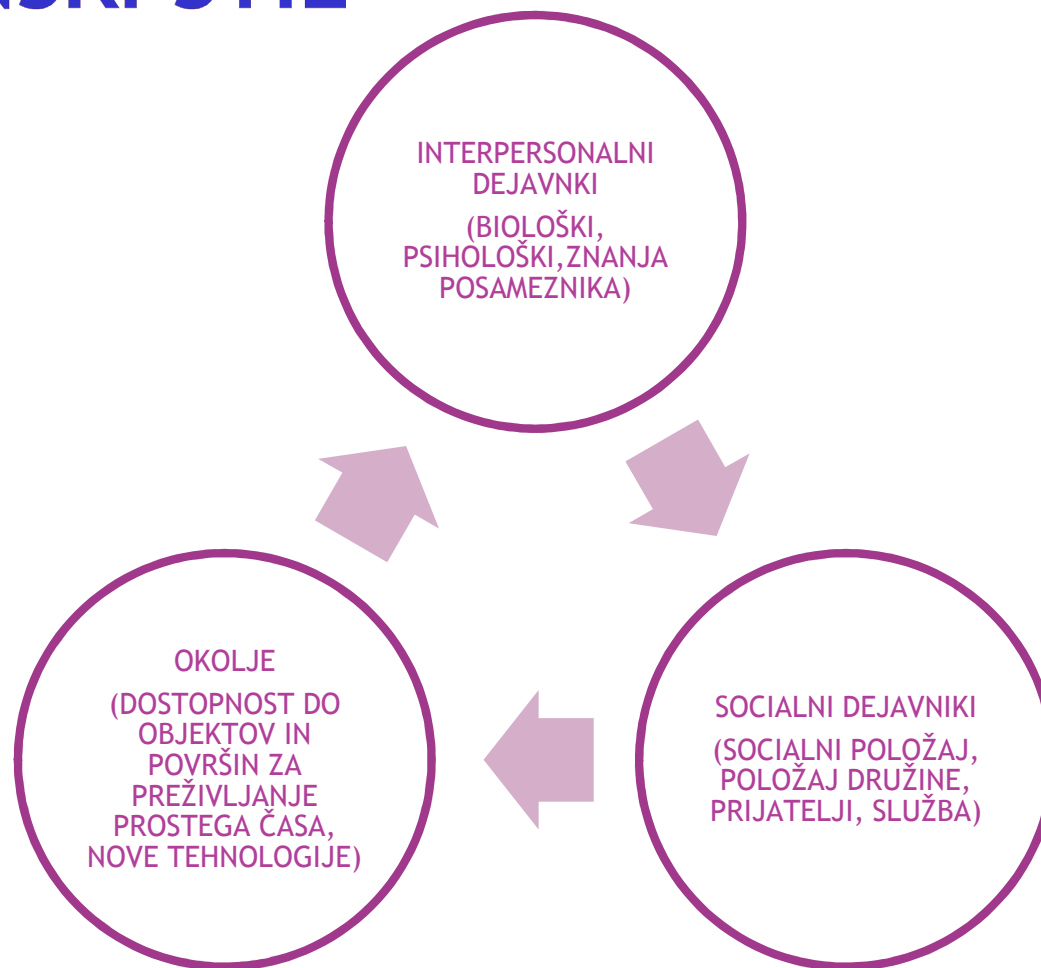 INTERPERSONALNI
DEJAVNKI
(BIOLOŠKI,
PSIHOLOŠKI,ZNANJA
POSAMEZNIKA)
OKOLJE
(DOSTOPNOST DO
OBJEKTOV IN
POVRŠIN ZA
PREŽIVLJANJE
PROSTEGA ČASA,
NOVE TEHNOLOGIJE)
SOCIALNI DEJAVNIKI
(SOCIALNI POLOŽAJ,
POLOŽAJ DRUŽINE,
PRIJATELJI, SLUŽBA)